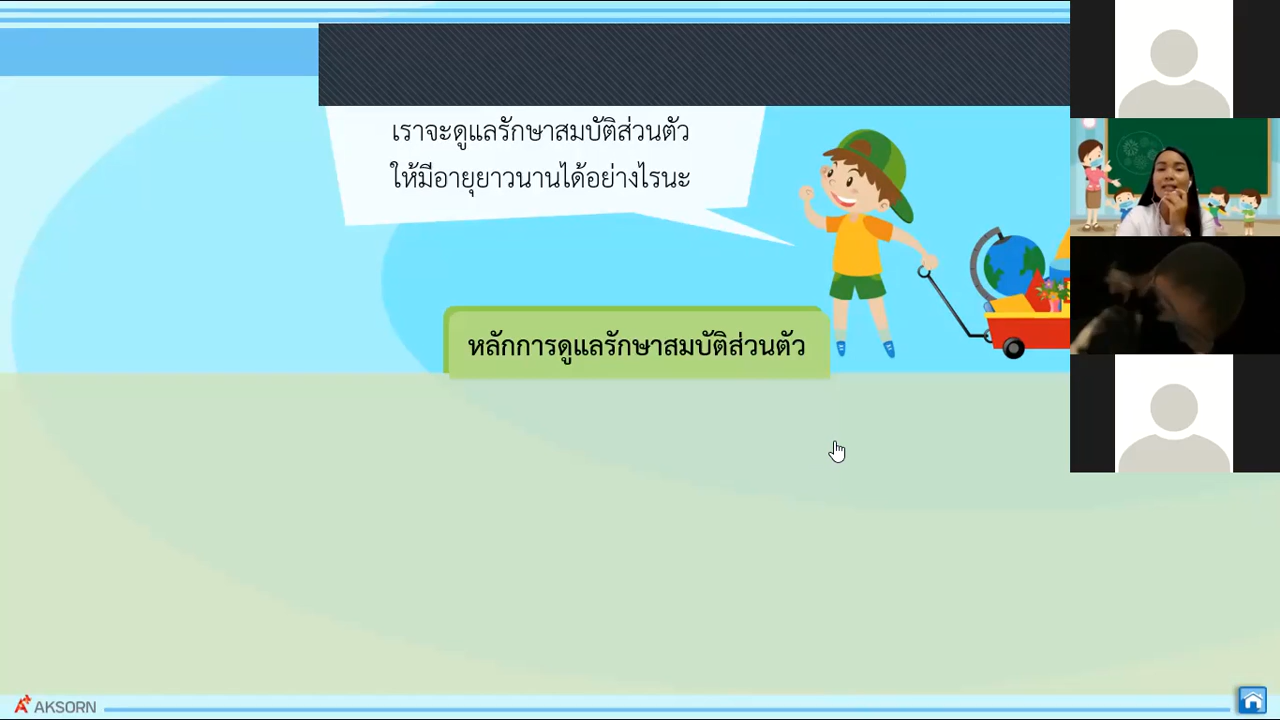 เราจะดูแลรักษาสมบัติส่วนตัว
ให้มีอายุยาวนานได้อย่างไรนะ
หลักการดูแลรักษาสมบัติส่วนตัว
AKSORN